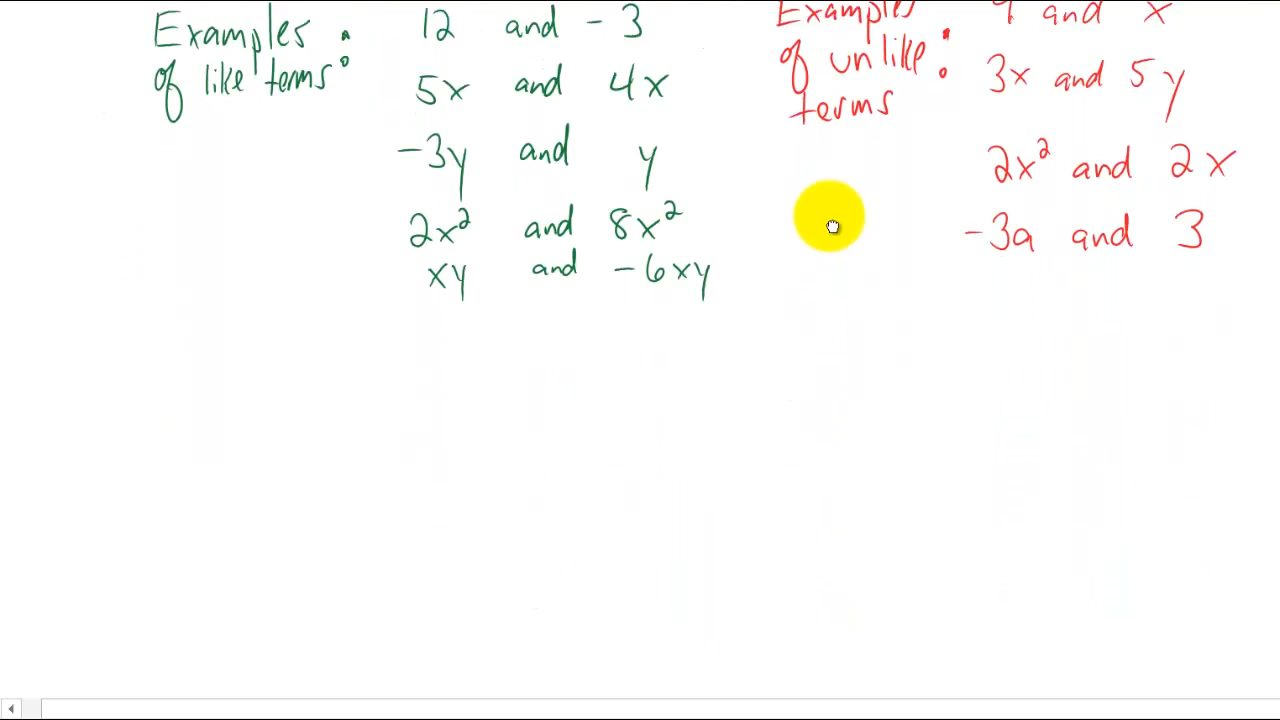 Examples :
of like terms
12 and -3
5x and 4x
-3y and y
2x² and 8x²
xy and -6xy
Examples
of unlike :
terms
and x
3x and 5y
2x² and 2x
-3a and 3